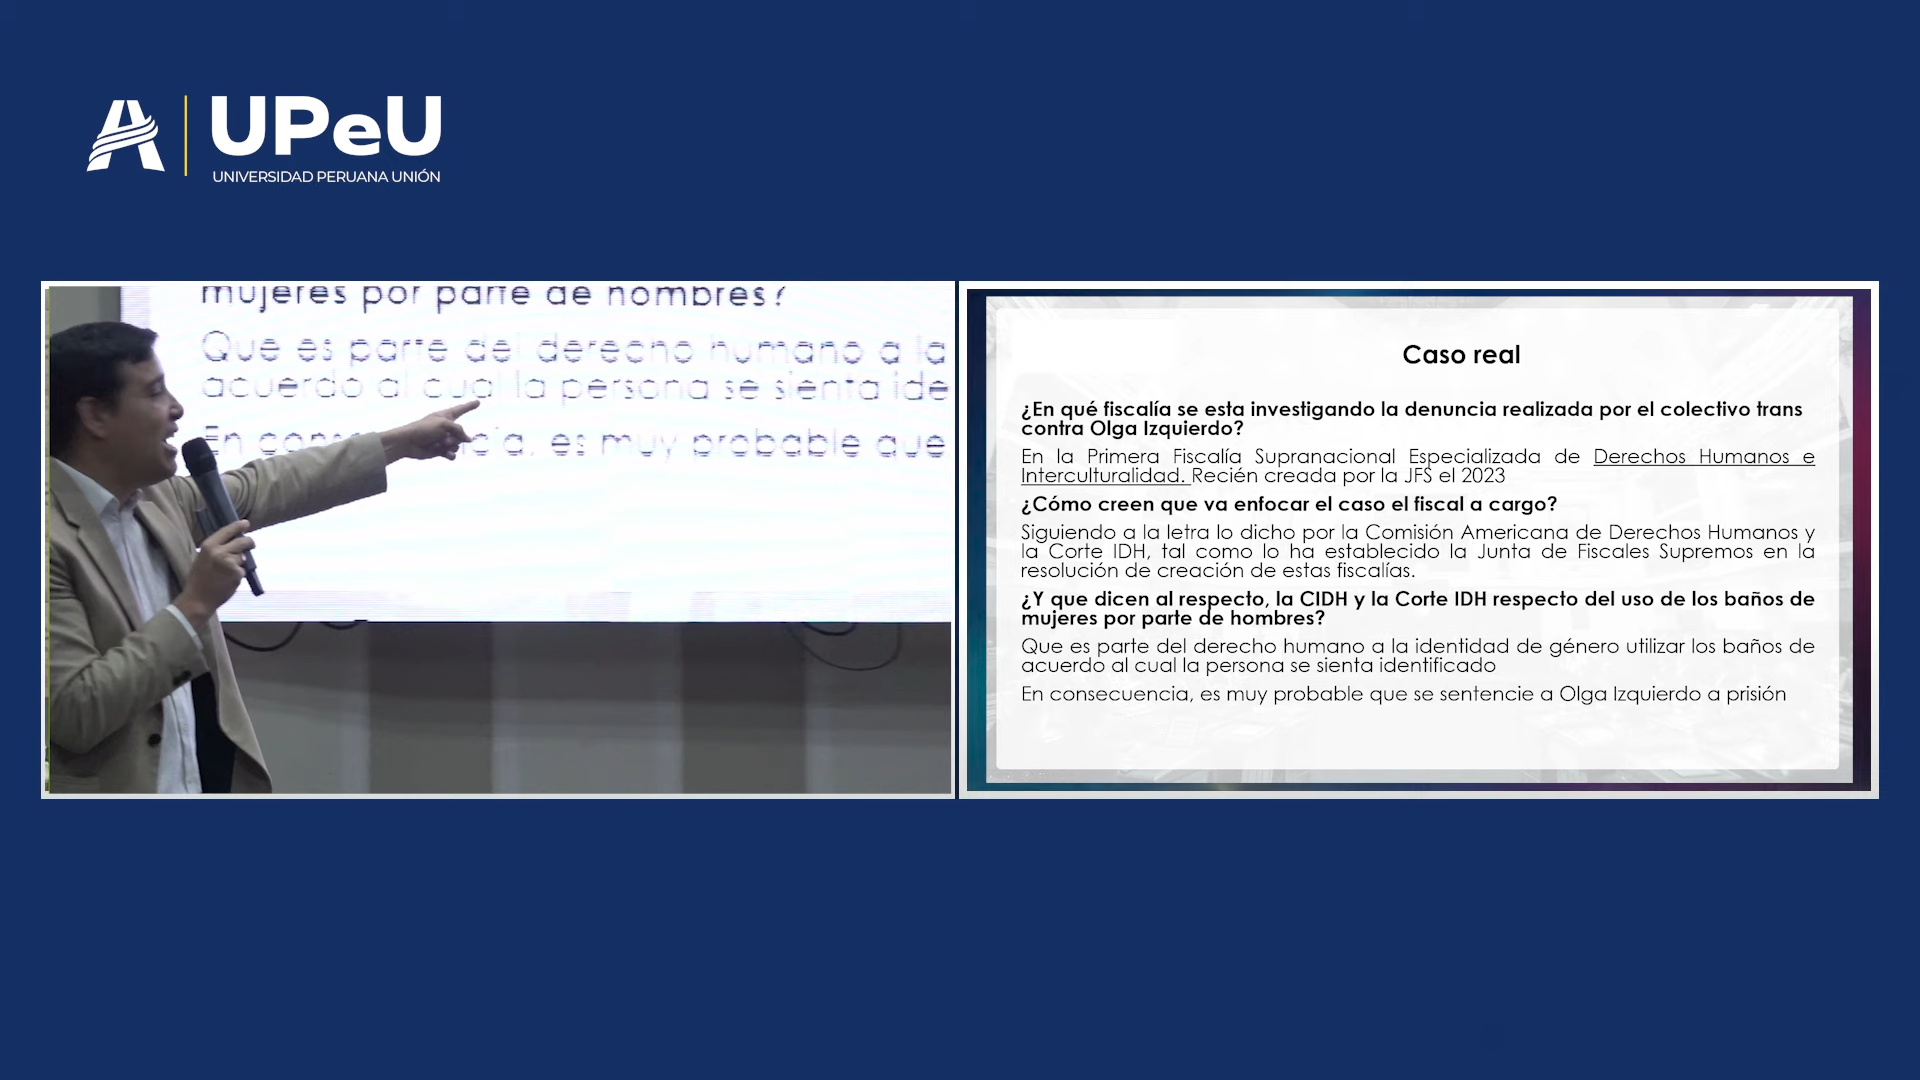 UPeU
UNIVERSIDAD PERUANA UNIÓN
mujeres por parte de hombres?
Que es parte del derecho humano a la
acuerdo al cual la persona se sienta ide
En consecuencia, es muy probable que
Caso real
¿En qué fiscalía se esta investigando la denuncia realizada por el colectivo trans
contra Olga Izquierdo?
En la Primera Fiscalía Supranacional Especializada de Derechos Humanos e
Interculturalidad. Recién creada por la JFS el 2023
¿Cómo creen que va enfocar el caso el fiscal a cargo?
Siguiendo a la letra lo dicho por la Comisión Americana de Derechos Humanos y
la Corte IDH, tal como lo ha establecido la Junta de Fiscales Supremos en la
resolución de creación de estas fiscalías.
¿Y que dicen al respecto, la CIDH y la Corte IDH respecto del uso de los baños de
mujeres por parte de hombres?
Que es parte del derecho humano a la identidad de género utilizar los baños de
acuerdo al cual la persona se sienta identificado
En consecuencia, es muy probable que se sentencie a Olga Izquierdo a prisión